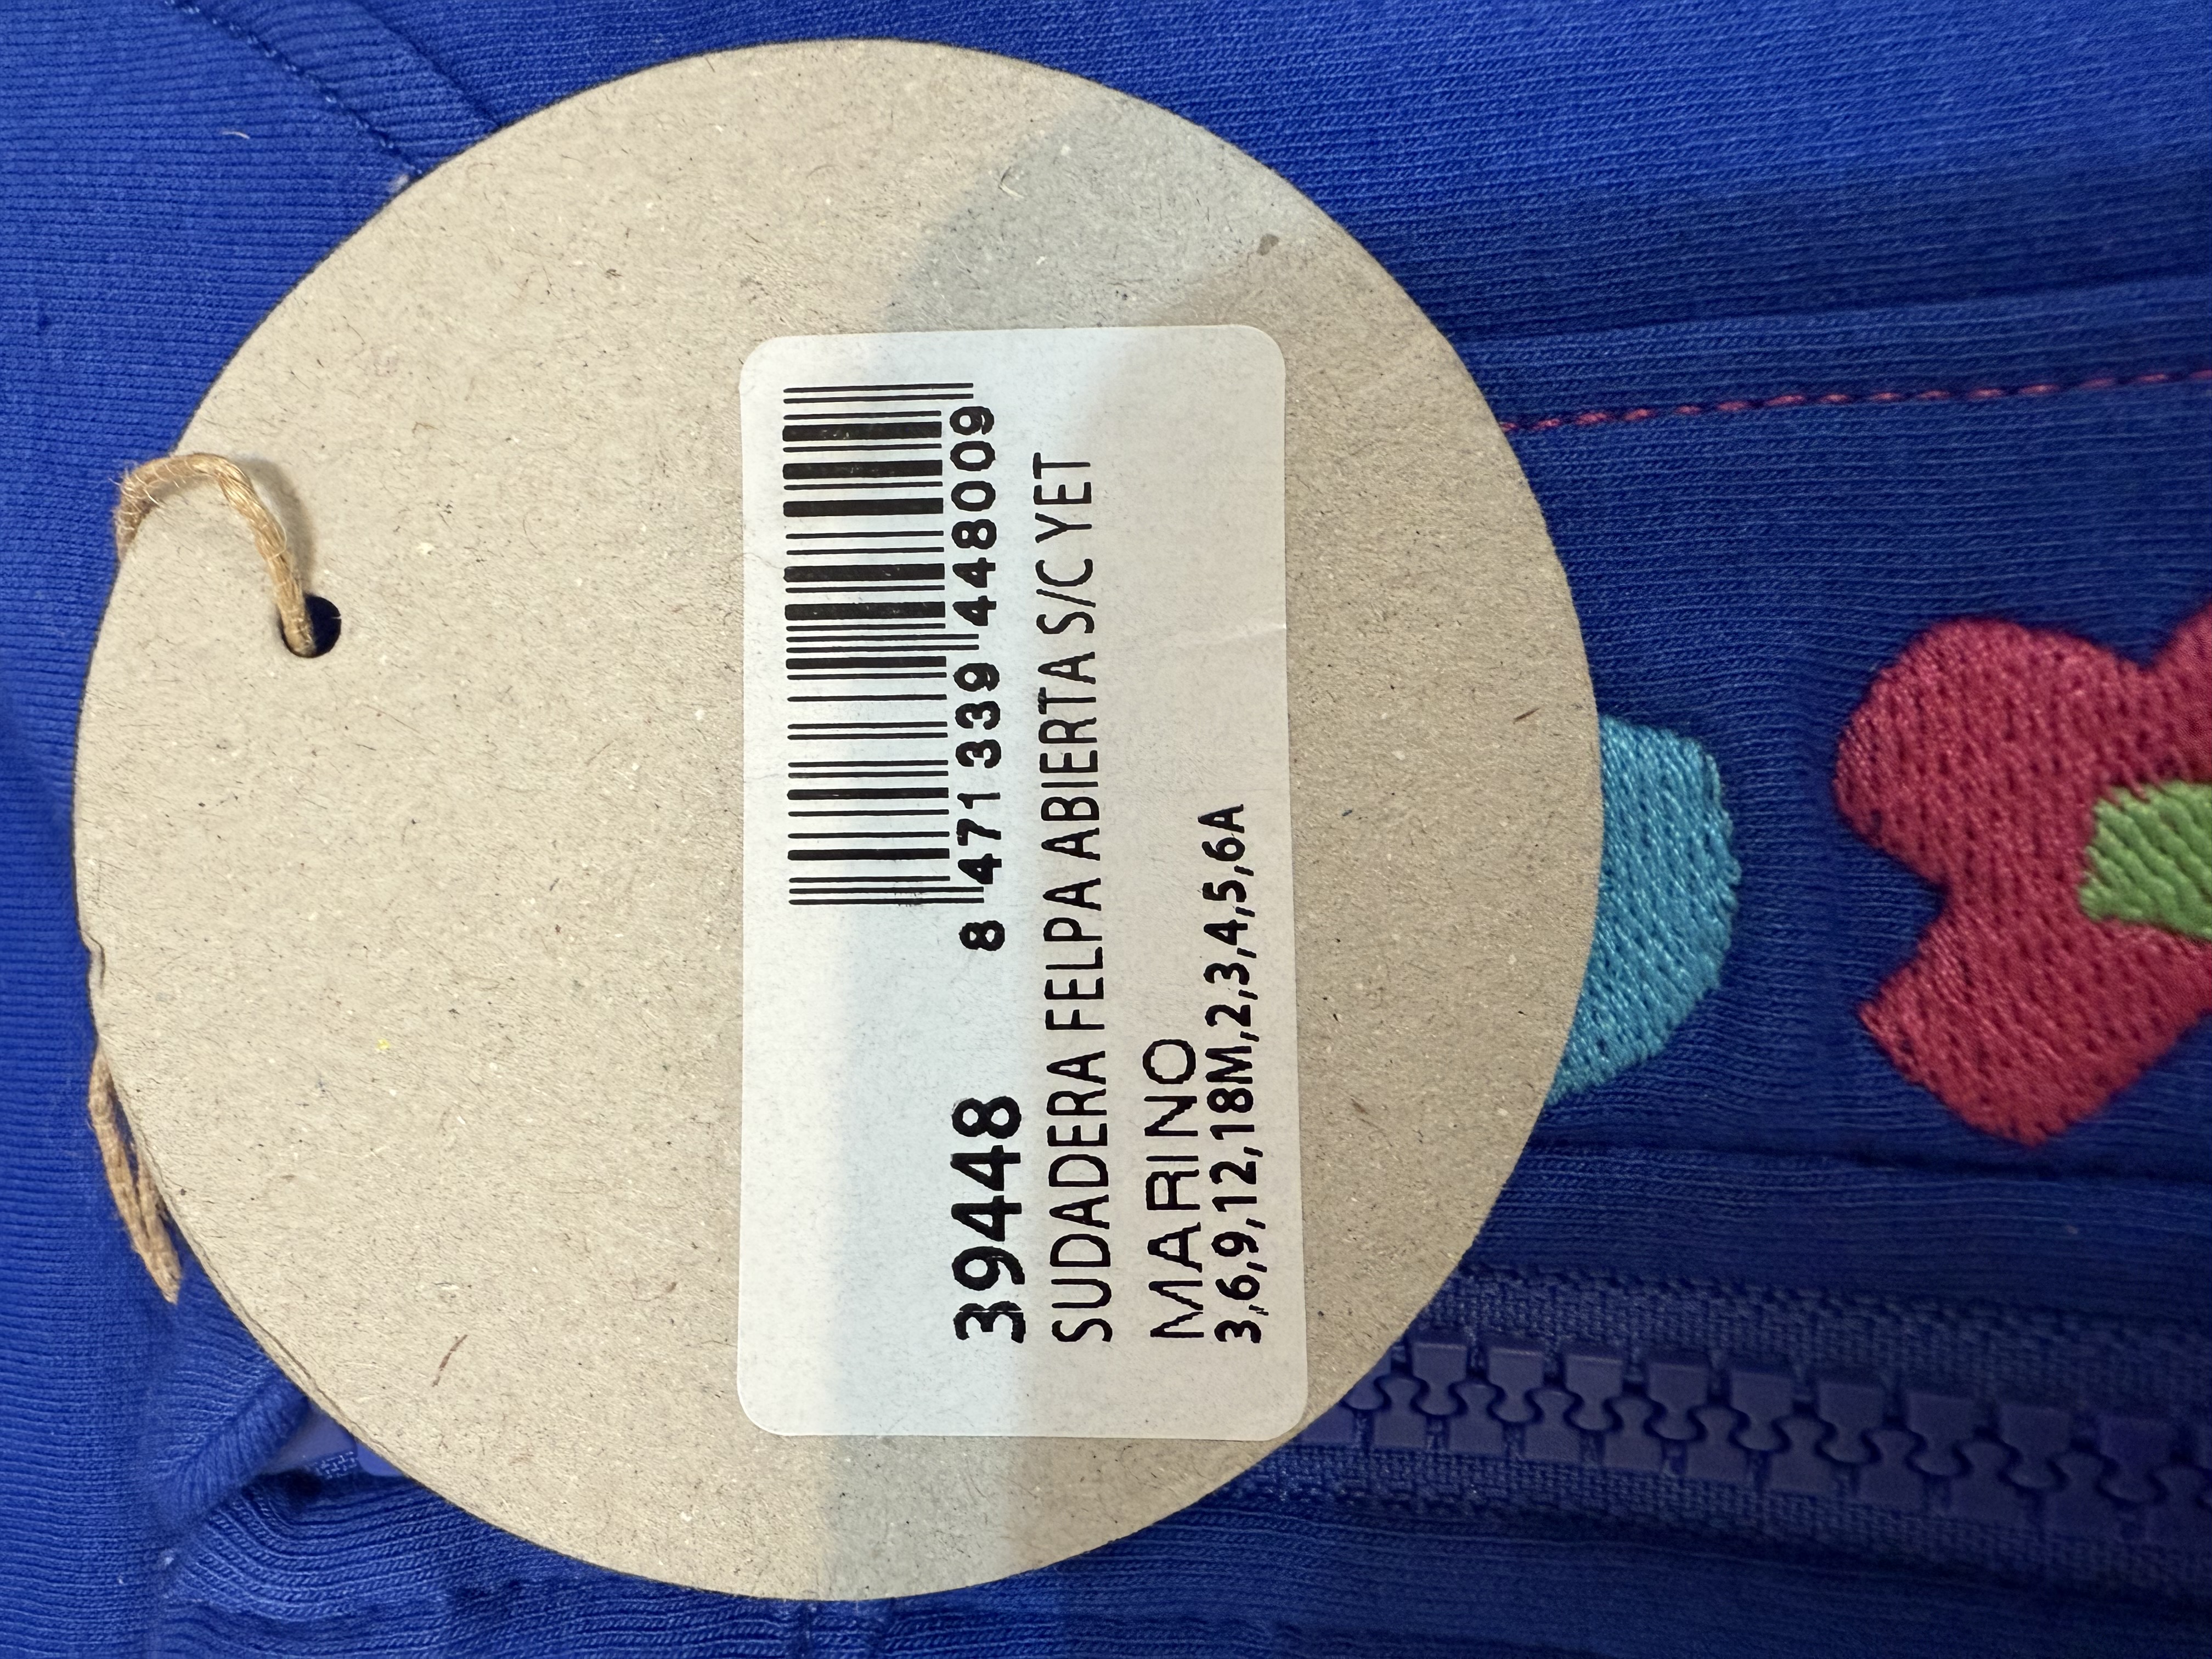 8 471339 448009
39448
SUDADERA FELPA ABIERTA S/C YET
MARINO
3,6,9,12,18M,2,3,4,5,6A